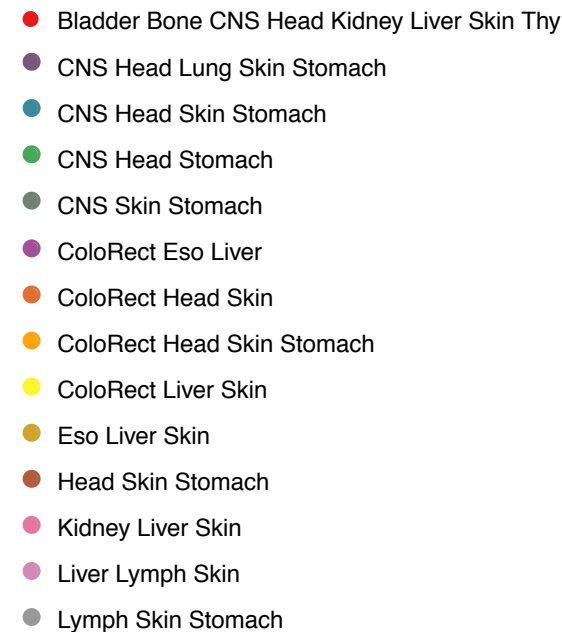 Bladder Bone CNS Head Kidney Liver Skin Thy
CNS Head Lung Skin Stomach
CNS Head Skin Stomach
CNS Head Stomach
CNS Skin Stomach
ColoRect Eso Liver
ColoRect Head Skin
ColoRect Head Skin Stomach
ColoRect Liver Skin
Eso Liver Skin
Head Skin Stomach
Kidney Liver Skin
Liver Lymph Skin
Lymph Skin Stomach